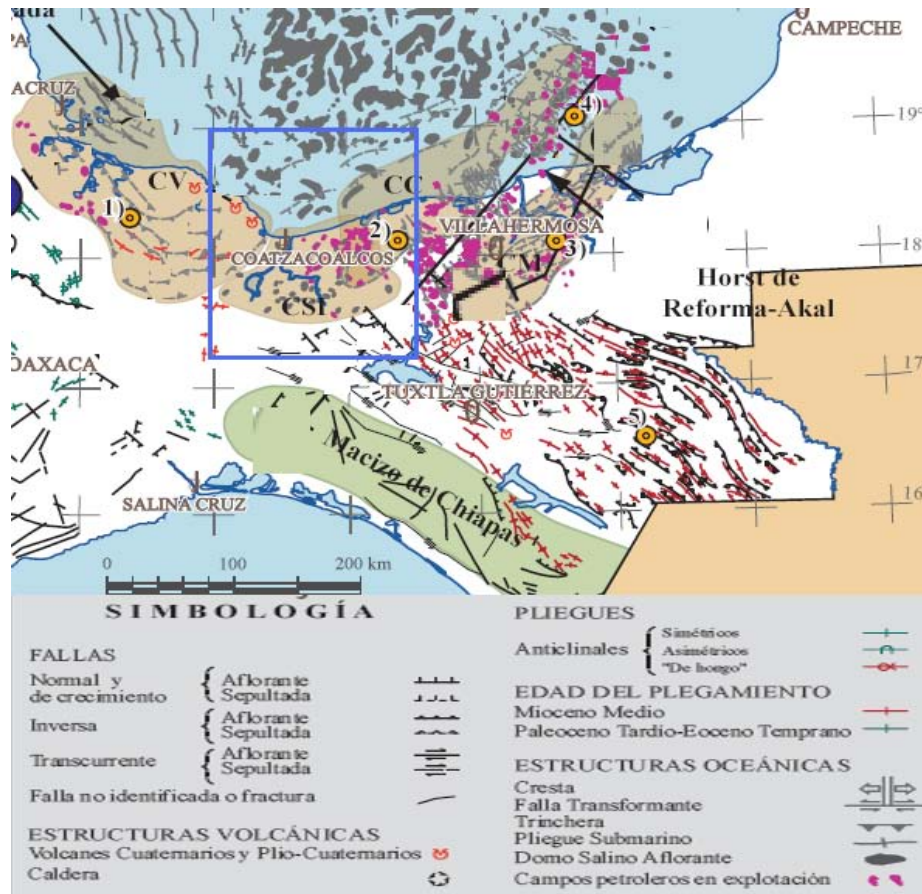 ada
PA
CAMPECHE
ACRUZ
19°
4)
CV
CC
1)
2)
VILLAHERMOSA
3)
18
COATZACOALCOS
CM
CSI
Horst de
Reforma-Akal
OAXACA
17
TUXTLA GUTIÉRREZ
5)
Macizo de Chiapas
SALINA CRUZ
16
0 100 200 km
SIMBOLOGÍA
FALLAS
Normal y
de crecimiento
Aflorante
Sepultada
Inversa
Aflorante
Sepultada
Transcurrente
Aflorante
Sepultada
Falla no identificada o fractura
ESTRUCTURAS VOLCÁNICAS
Volcanes Cuaternarios y Plio-Cuaternarios
Caldera
PLIEGUES
Anticlinales
Simétricos
Asimétricos
"De hongo"
EDAD DEL PLEGAMIENTO
Mioceno Medio
Paleoceno Tardío-Eoceno Temprano
ESTRUCTURAS OCEÁNICAS
Cresta
Falla Transformante
Trinchera
Pliegue Submarino
Domo Salino Aflorante
Campos petroleros en explotación